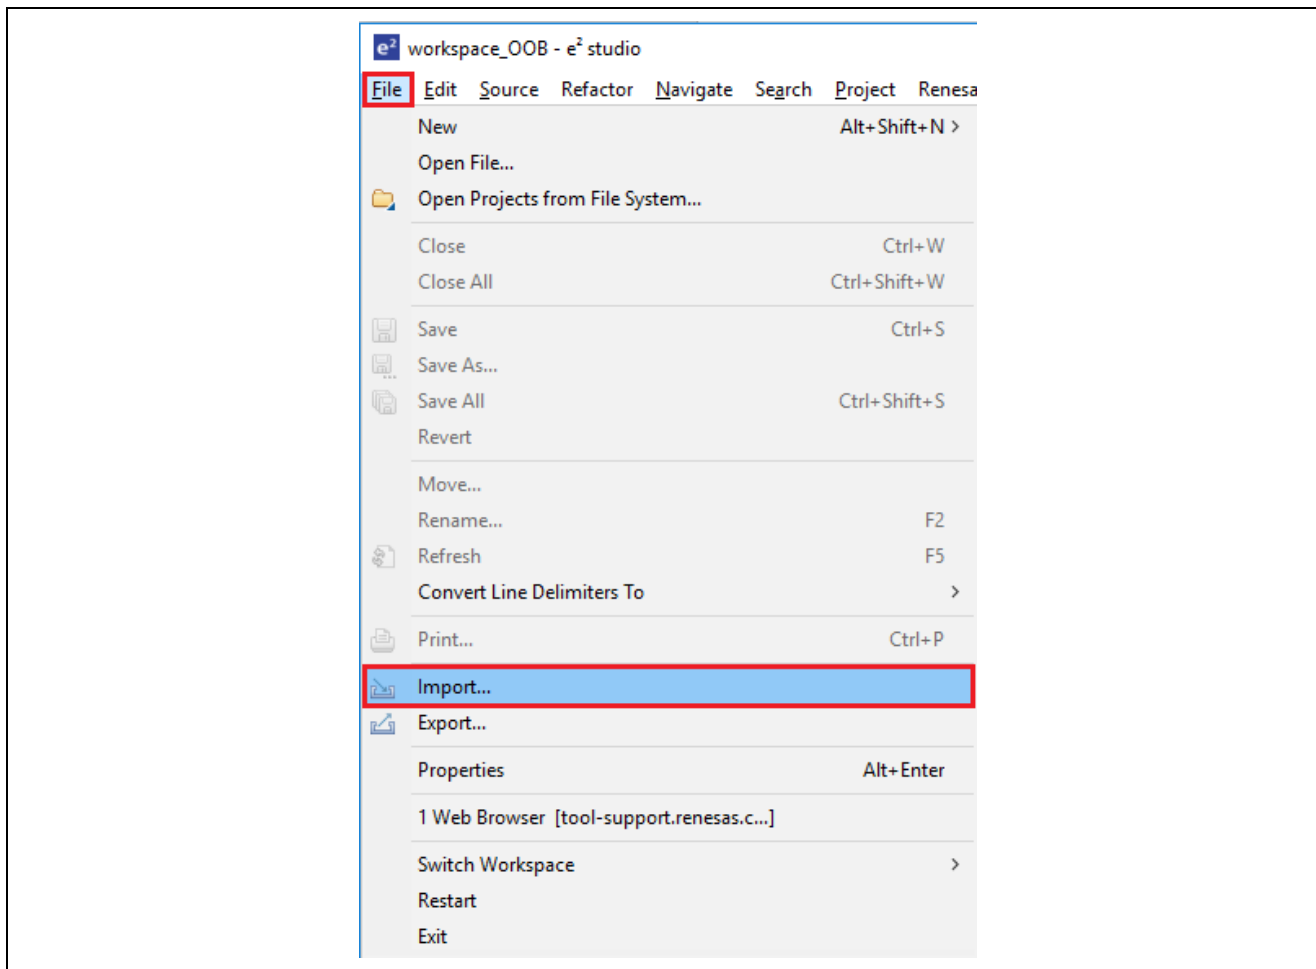 e² workspace_OOB - e² studio
File Edit Source Refactor Navigate Search Project Renesa
New Alt+Shift+N >
Open File...
Open Projects from File System...
Close Ctrl+W
Close All Ctrl+Shift+W
Save Ctrl+S
Save As...
Save All Ctrl+Shift+S
Revert
Move...
Rename... F2
Refresh F5
Convert Line Delimiters To >
Print... Ctrl+P
Import...
Export...
Properties Alt+Enter
1 Web Browser [tool-support.renesas.c...]
Switch Workspace >
Restart
Exit